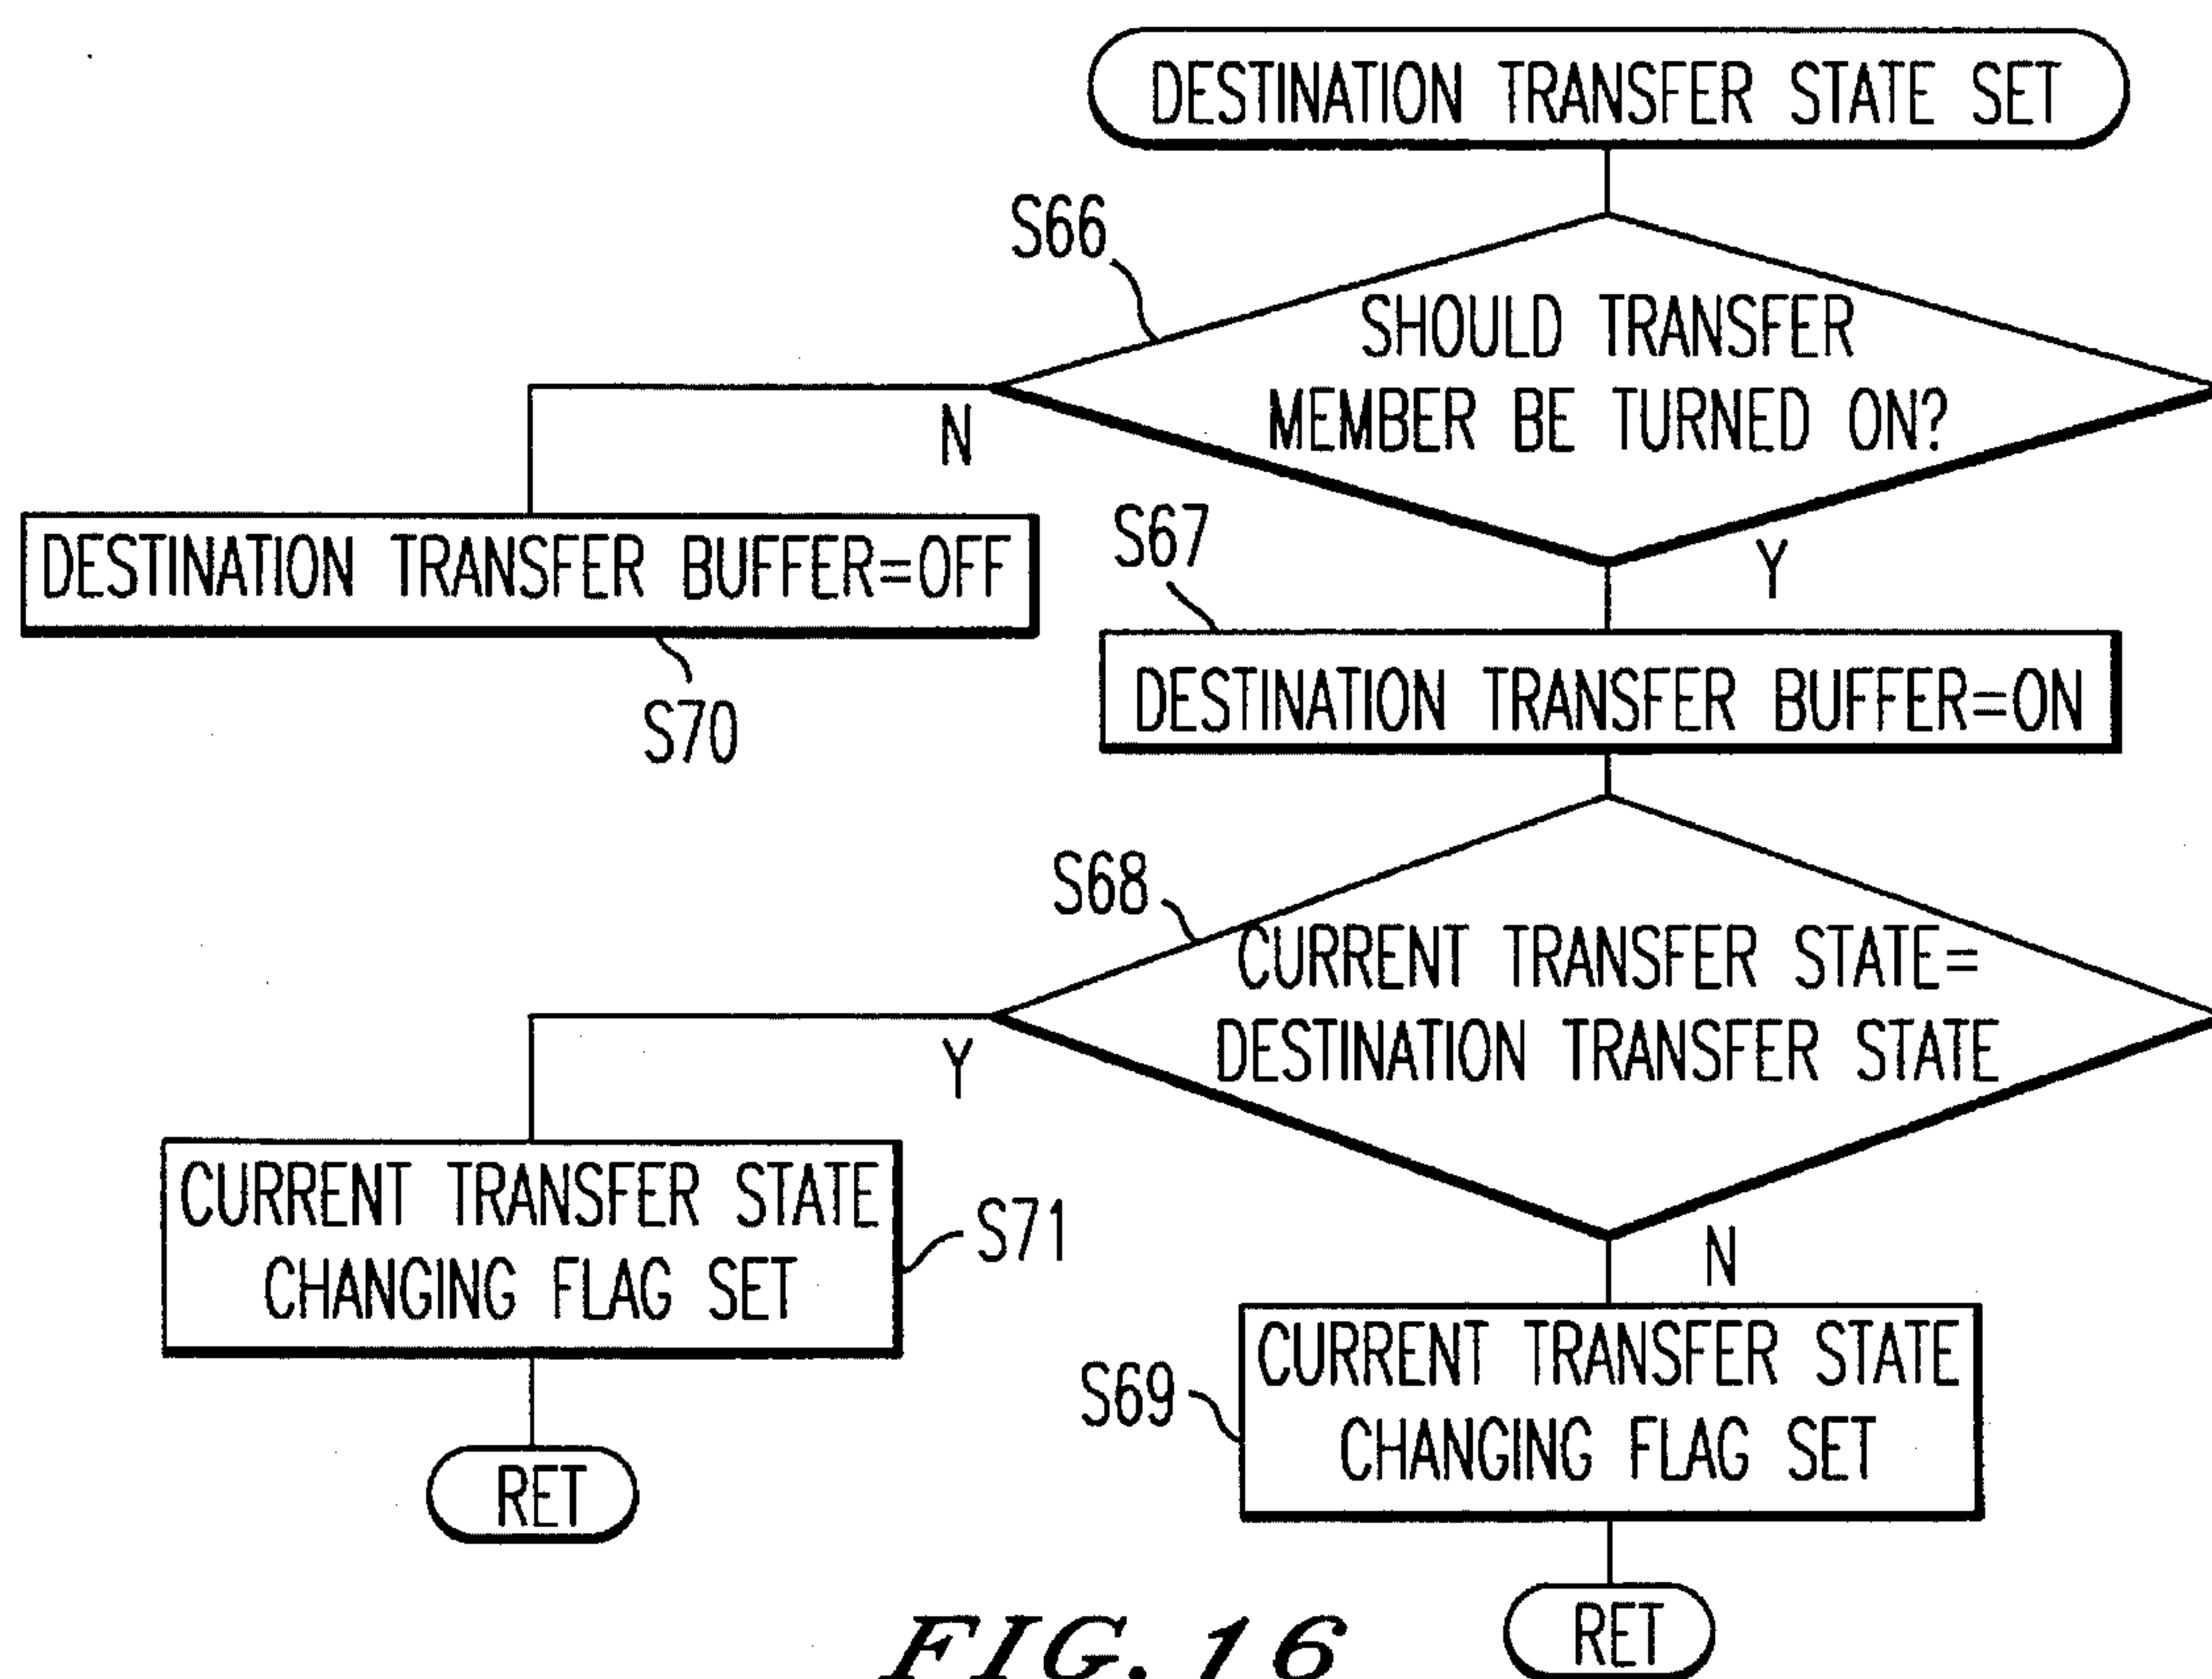 DESTINATION TRANSFER STATE SET
S66
SHOULD TRANSFER
MEMBER BE TURNED ON?
N
Y
DESTINATION TRANSFER BUFFER=OFF
S70
S67
DESTINATION TRANSFER BUFFER=ON
S68
CURRENT TRANSFER STATE=
DESTINATION TRANSFER STATE
Y
N
CURRENT TRANSFER STATE
CHANGING FLAG SET
S71
RET
S69
CURRENT TRANSFER STATE
CHANGING FLAG SET
RET
FIG. 16